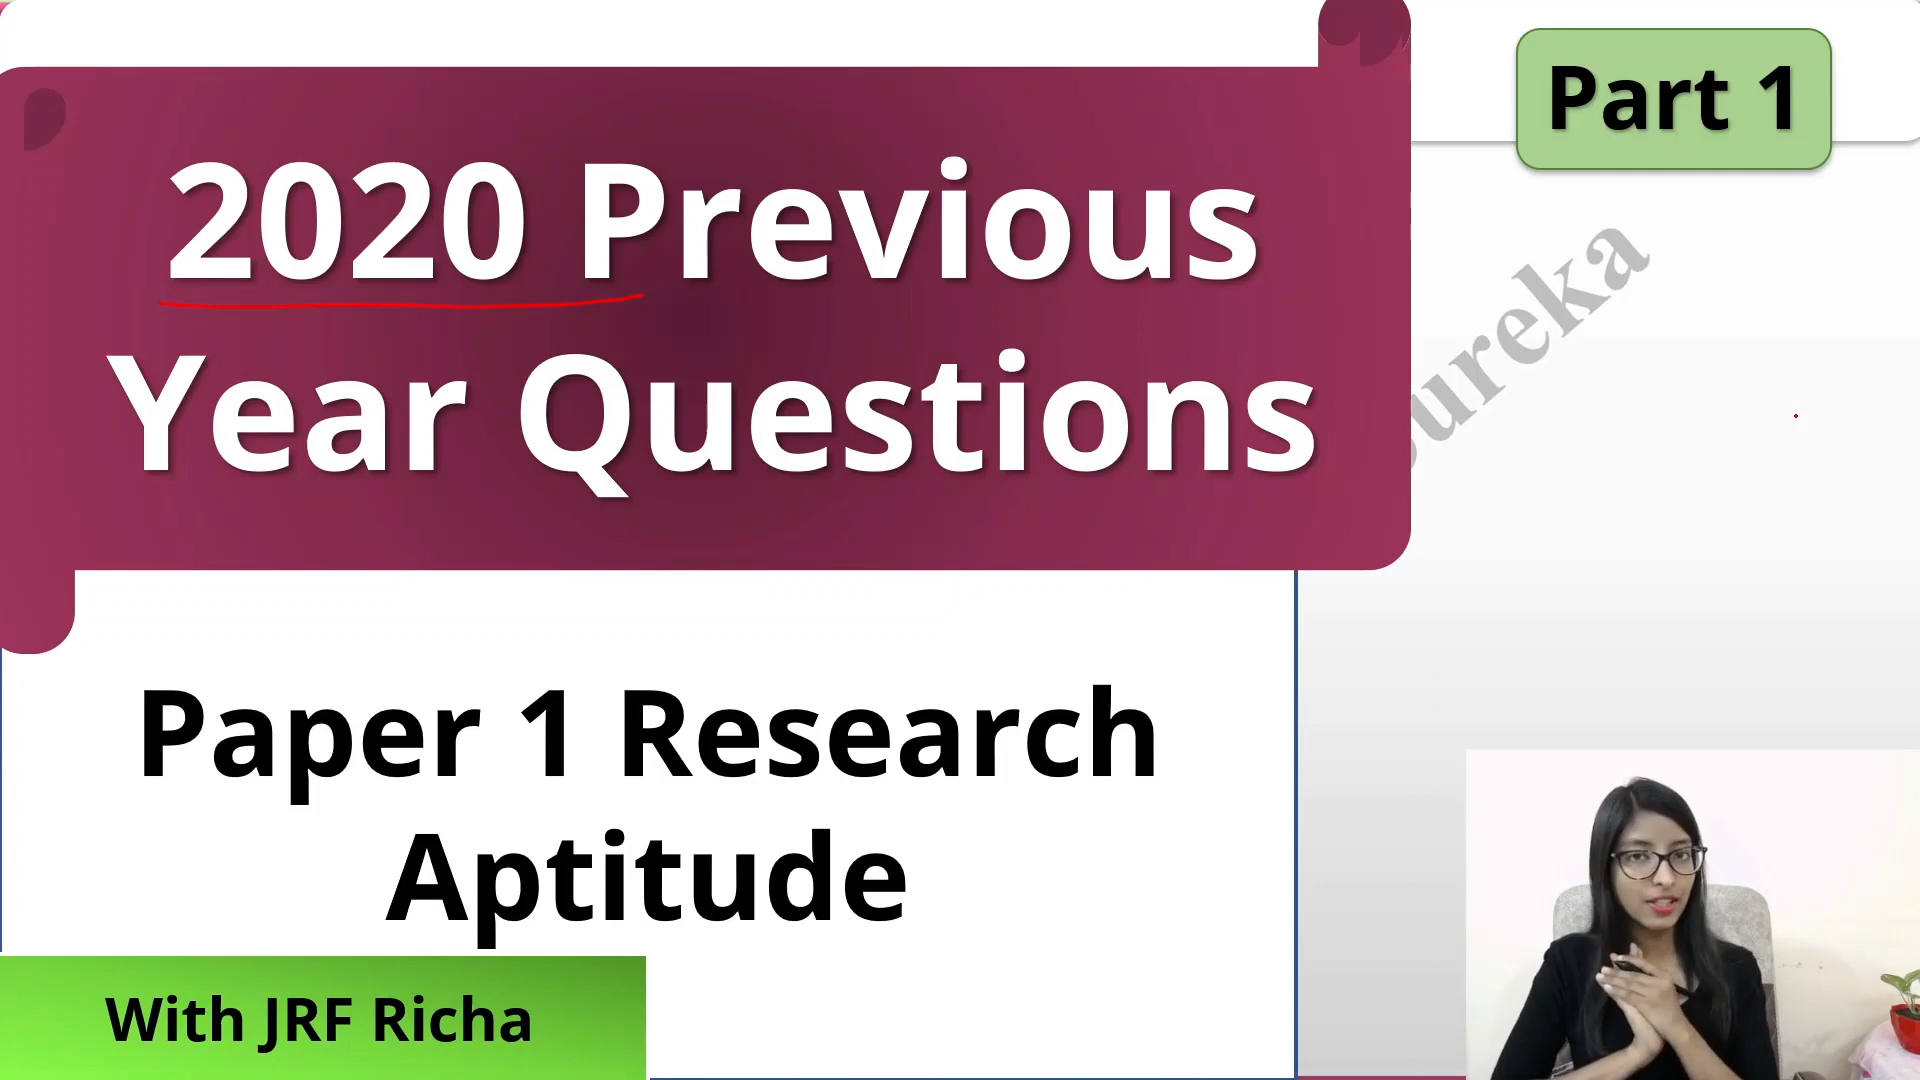 Part 1
2020 Previous
Year Questions
Paper 1 Research
Aptitude
With JRF Richa